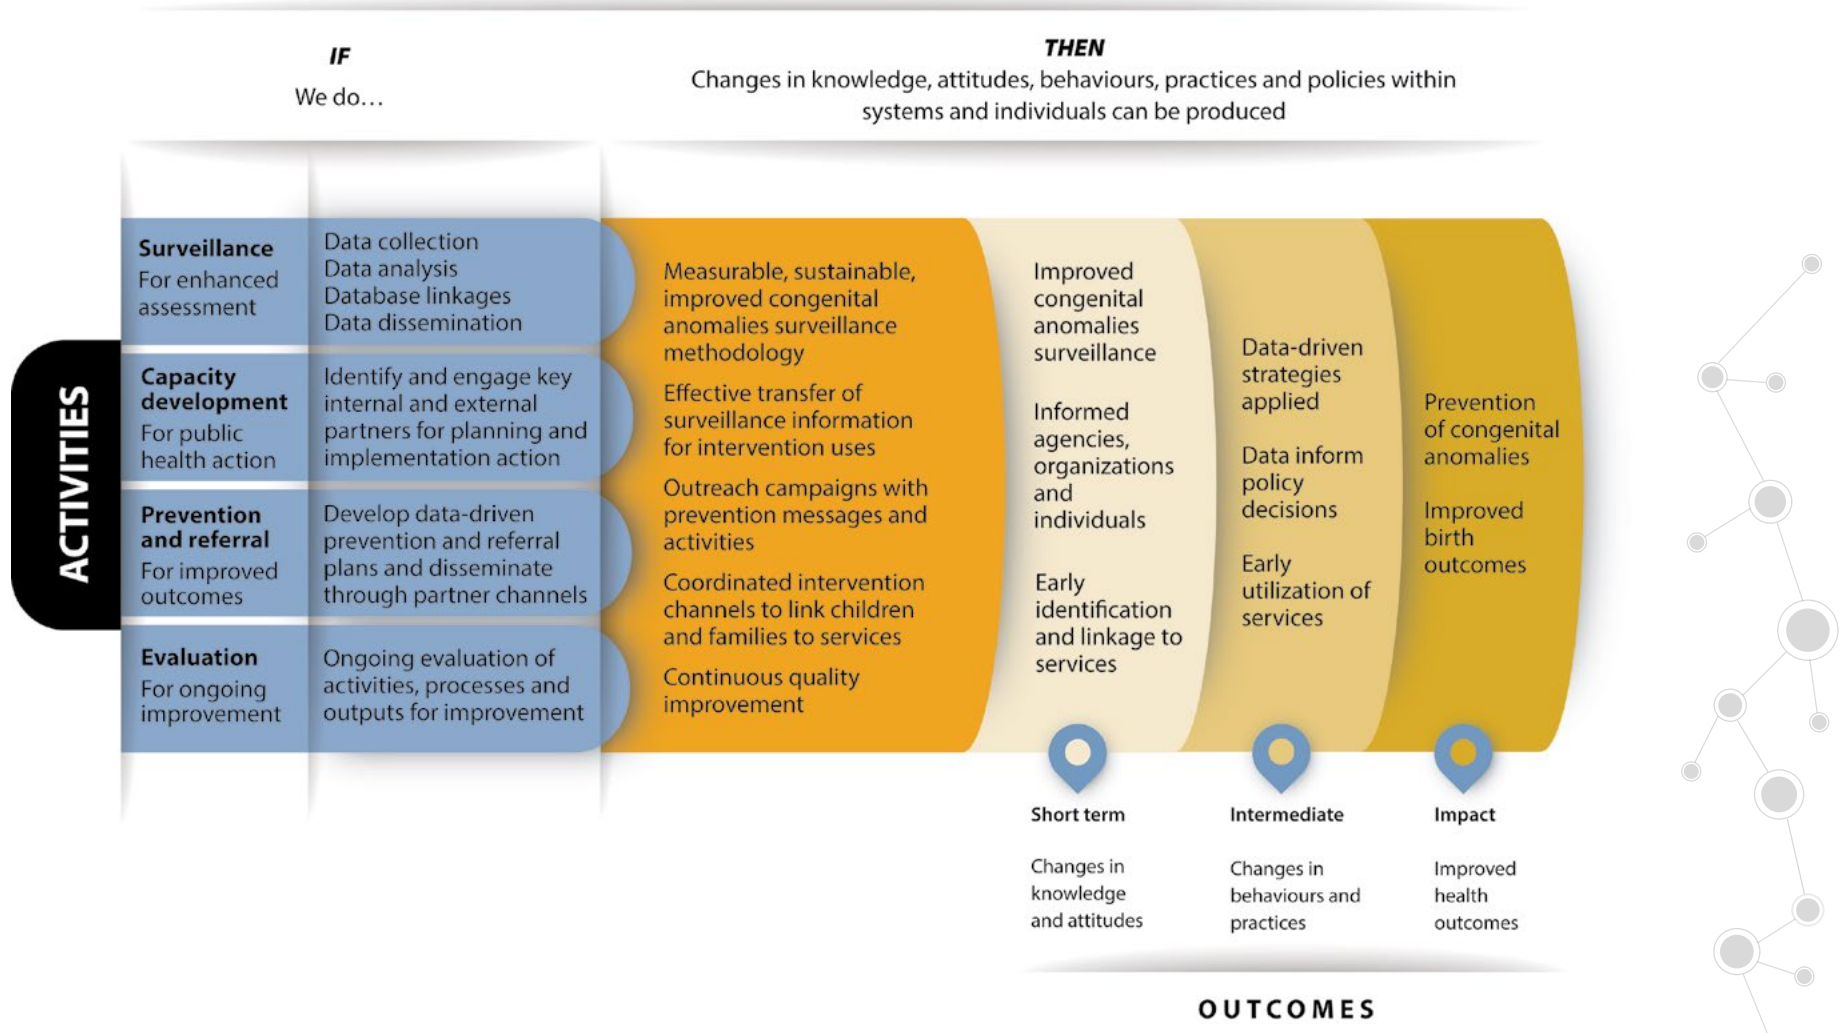 IF
We do...
THEN
Changes in knowledge, attitudes, behaviours, practices and policies within
systems and individuals can be produced
ACTIVITIES
Surveillance
For enhanced
assessment
Data collection
Data analysis
Database linkages
Data dissemination
Capacity
development
For public
health action
Identify and engage key
internal and external
partners for planning and
implementation action
Prevention
and referral
For improved
outcomes
Develop data-driven
prevention and referral
plans and disseminate
through partner channels
Evaluation
For ongoing
improvement
Ongoing evaluation of
activities, processes and
outputs for improvement
Measurable, sustainable,
improved congenital
anomalies surveillance
methodology
Effective transfer of
surveillance information
for intervention uses
Outreach campaigns with
prevention messages and
activities
Coordinated intervention
channels to link children
and families to services
Continuous quality
improvement
Improved
congenital
anomalies
surveillance
Informed
agencies,
organizations
and
individuals
Early
identification
and linkage to
services
Data-driven
strategies
applied
Data inform
policy
decisions
Early
utilization of
services
Prevention
of congenital
anomalies
Improved
birth
outcomes
Short term
Changes in
knowledge
and attitudes
Intermediate
Changes in
behaviours and
practices
Impact
Improved
health
outcomes
OUTCOMES